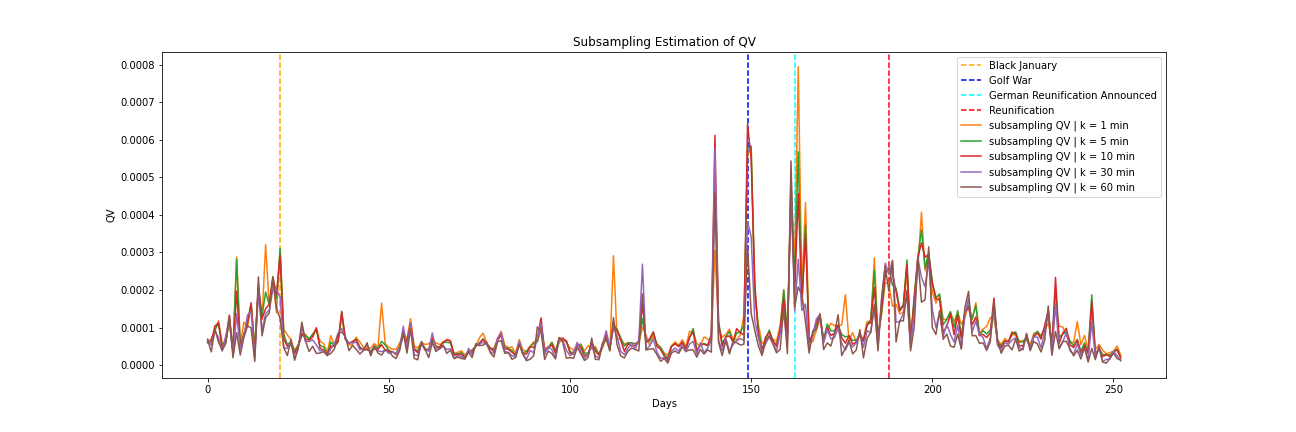 Subsampling Estimation of QV
QV
0.0008
0.0007
0.0006
0.0005
0.0004
0.0003
0.0002
0.0001
0.0000
Black January
Golf War
German Reunification Announced
Reunification
subsampling QV | k = 1 min
subsampling QV | k = 5 min
subsampling QV | k = 10 min
subsampling QV | k = 30 min
subsampling QV | k = 60 min
0 50 100 150 200 250
Days